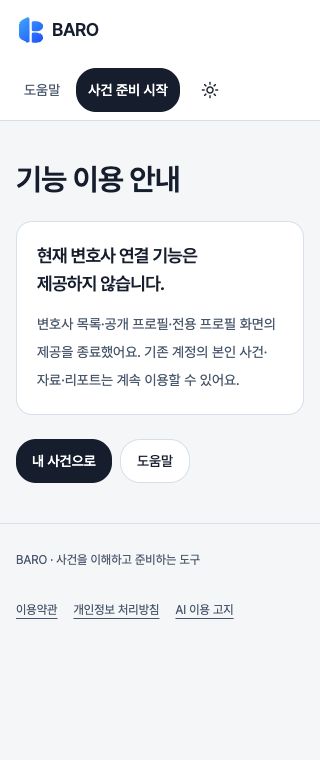 BARO
도움말
사건 준비 시작
기능 이용 안내
현재 변호사 연결 기능은
제공하지 않습니다.
변호사 목록·공개 프로필·전용 프로필 화면의
제공을 종료했어요. 기존 계정의 본인 사건·
자료·리포트는 계속 이용할 수 있어요.
내 사건으로
도움말
BARO · 사건을 이해하고 준비하는 도구
이용약관
개인정보 처리방침
AI 이용 고지